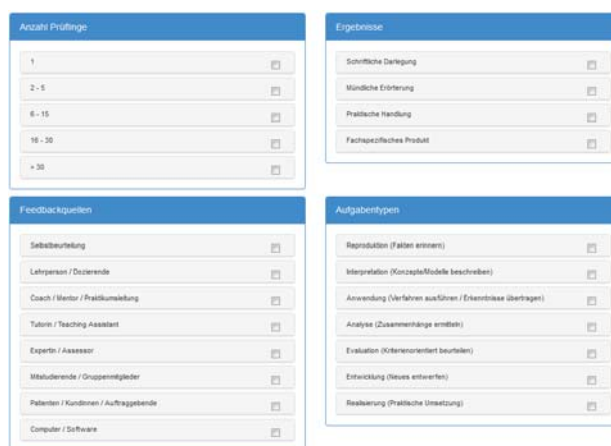 Anzahl Prüflinge
1
2 - 5
6 - 15
16 - 30
+ 30
Ergebnisse
Schriftliche Darlegung
Mündliche Erörterung
Praktische Handlung
Fachspezifisches Produkt
Feedbackquellen
Selbstbeurteilung
Lehrperson / Dozierende
Coach / Mentor / Praktikumsleitung
Tutorin / Teaching Assistant
Expertin / Assessor
Mitstudierende / Gruppenmitglieder
Patienten / Kundinnen / Auftraggebende
Computer / Software
Aufgabentypen
Reproduktion (Fakten erinnern)
Interpretation (Konzepte/Modelle beschreiben)
Anwendung (Verfahren ausführen / Erkenntnisse übertragen)
Analyse (Zusammenhänge ermitteln)
Evaluation (Kriterienorientiert beurteilen)
Entwicklung (Neues entwerfen)
Realisierung (Praktische Umsetzung)